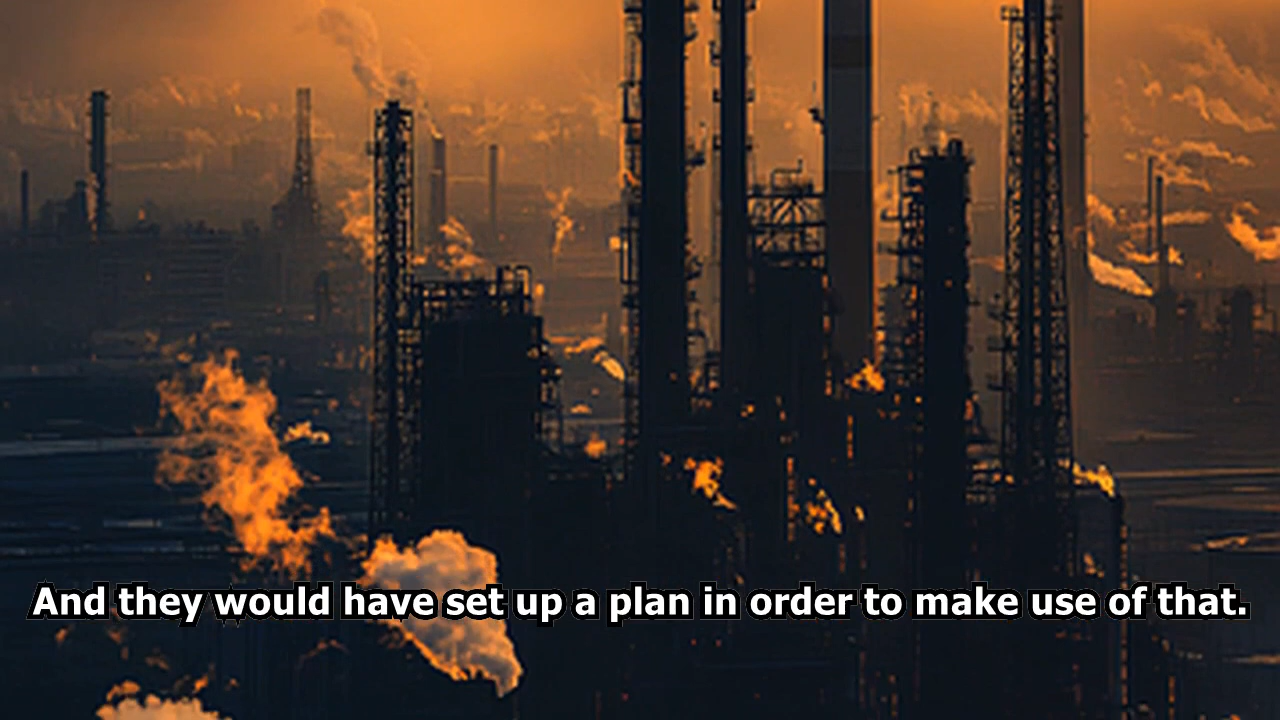 And they would have set up a plan in order to make use of that.